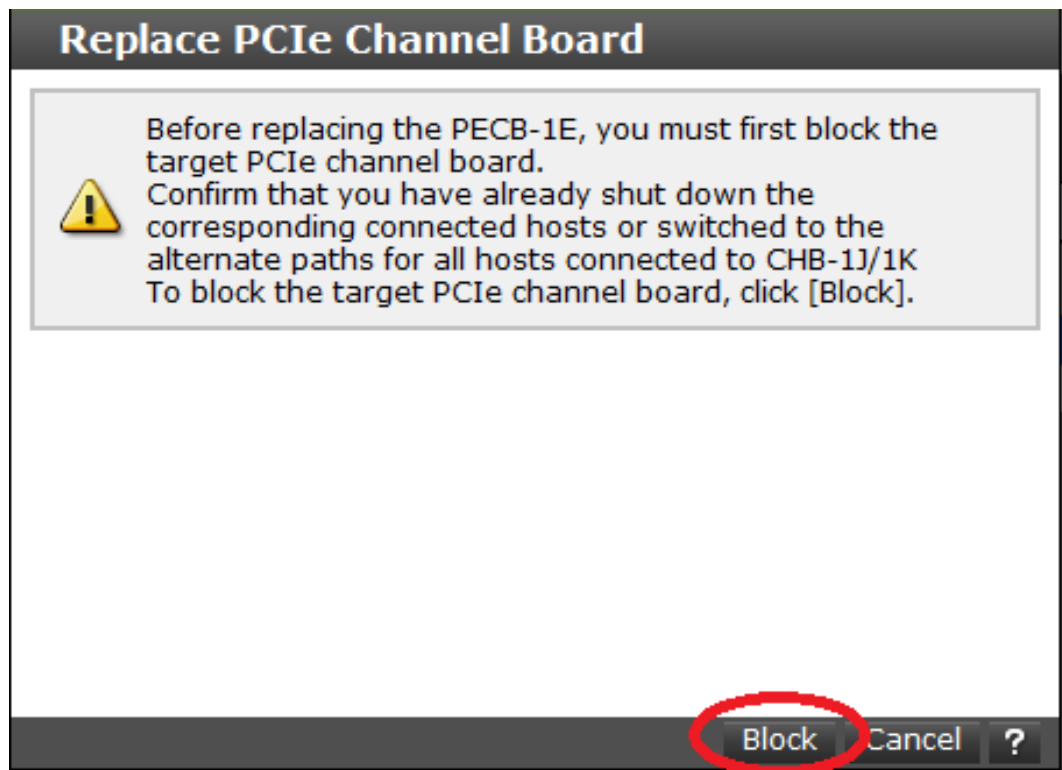 Replace PCIe Channel Board
Before replacing the PECB-1E, you must first block the
target PCIe channel board.
Confirm that you have already shut down the
corresponding connected hosts or switched to the
alternate paths for all hosts connected to CHB-1J/1K
To block the target PCIe channel board, click [Block].
Block Cancel ?